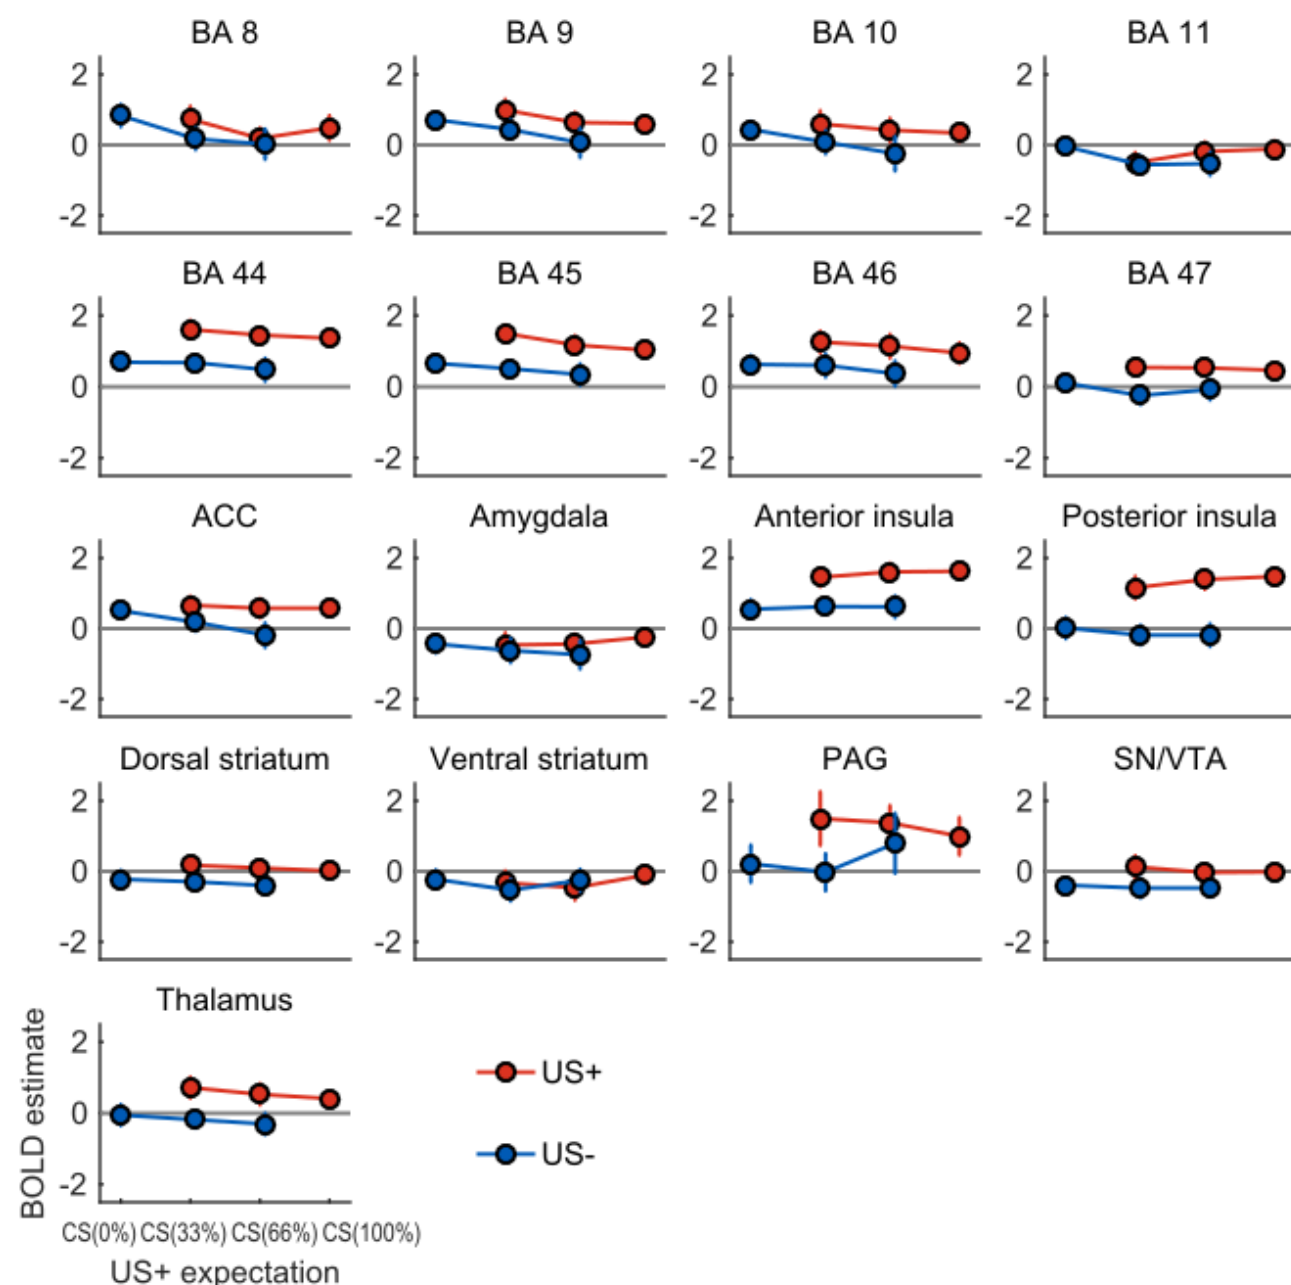 BA 8 BA 9 BA 10 BA 11
2 2 2 2
0 0 0 0
-2 -2 -2 -2
BA 44 BA 45 BA 46 BA 47
2 2 2 2
0 0 0 0
-2 -2 -2 -2
ACC Amygdala Anterior insula Posterior insula
2 2 2 2
0 0 0 0
-2 -2 -2 -2
Dorsal striatum Ventral striatum PAG SN/VTA
2 2 2 2
0 0 0 0
-2 -2 -2 -2
Thalamus
BOLD estimate
2
0
-2
US+
US-
CS(0%) CS(33%) CS(66%) CS(100%)
US+ expectation